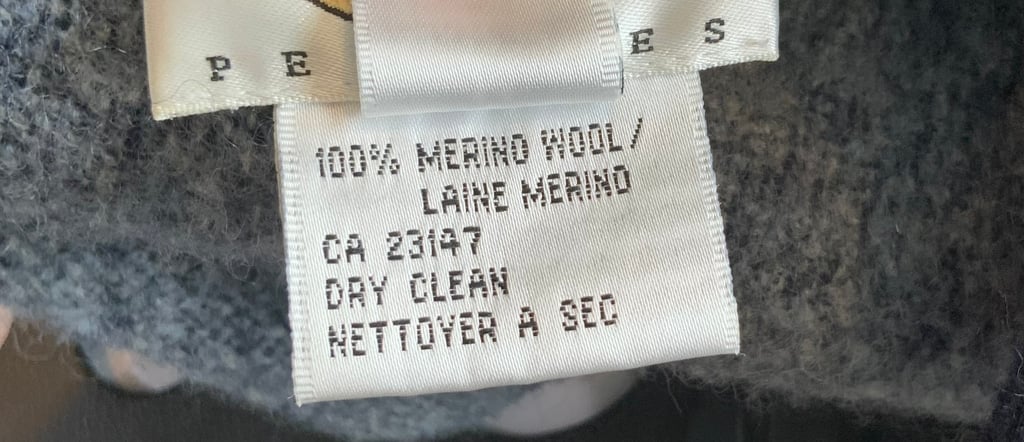 P E E S
100% MERINO WOOL/
LAINE MERINO
CA 23147
DRY CLEAN
NETTOYER A SEC